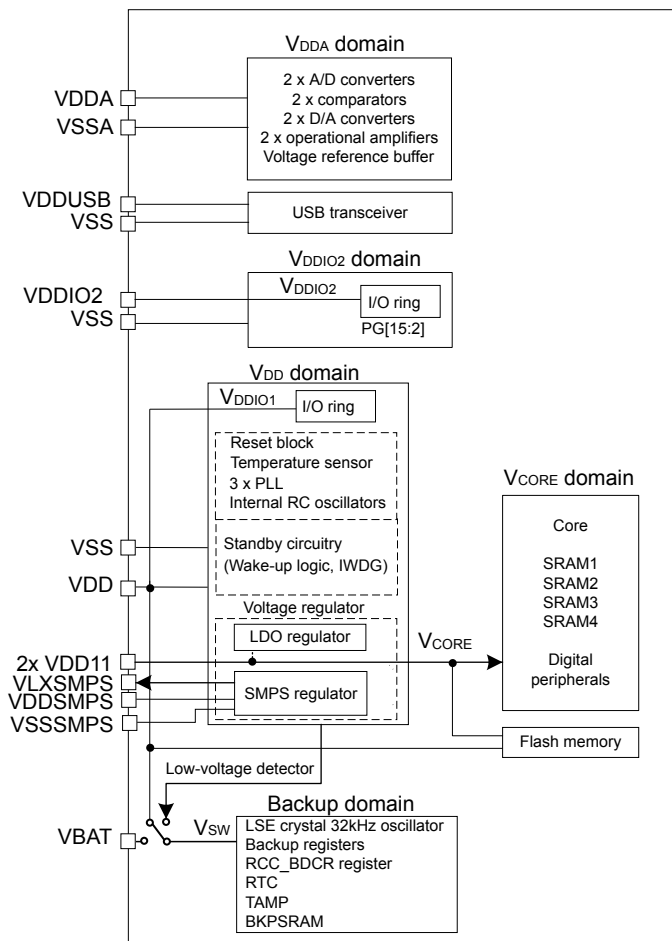 VDDA domain
VDDA
VSSA
2 x A/D converters
2 x comparators
2 x D/A converters
2 x operational amplifiers
Voltage reference buffer
VDDUSB
VSS
USB transceiver
VDDIO2 domain
VDDIO2
VSS
VDDIO2
I/O ring
PG[15:2]
VDD domain
VDDIO1
I/O ring
Reset block
Temperature sensor
3 x PLL
Internal RC oscillators
VSS
VDD
Standby circuitry
(Wake-up logic, IWDG)
Voltage regulator
LDO regulator
2x VDD11
VLXSMPS
VDDSMPS
VSSSMPS
SMPS regulator
VCORE
VCORE domain
Core
SRAM1
SRAM2
SRAM3
SRAM4
Digital
peripherals
Flash memory
Low-voltage detector
Backup domain
VBAT
VSW
LSE crystal 32kHz oscillator
Backup registers
RCC_BDCR register
RTC
TAMP
BKPSRAM